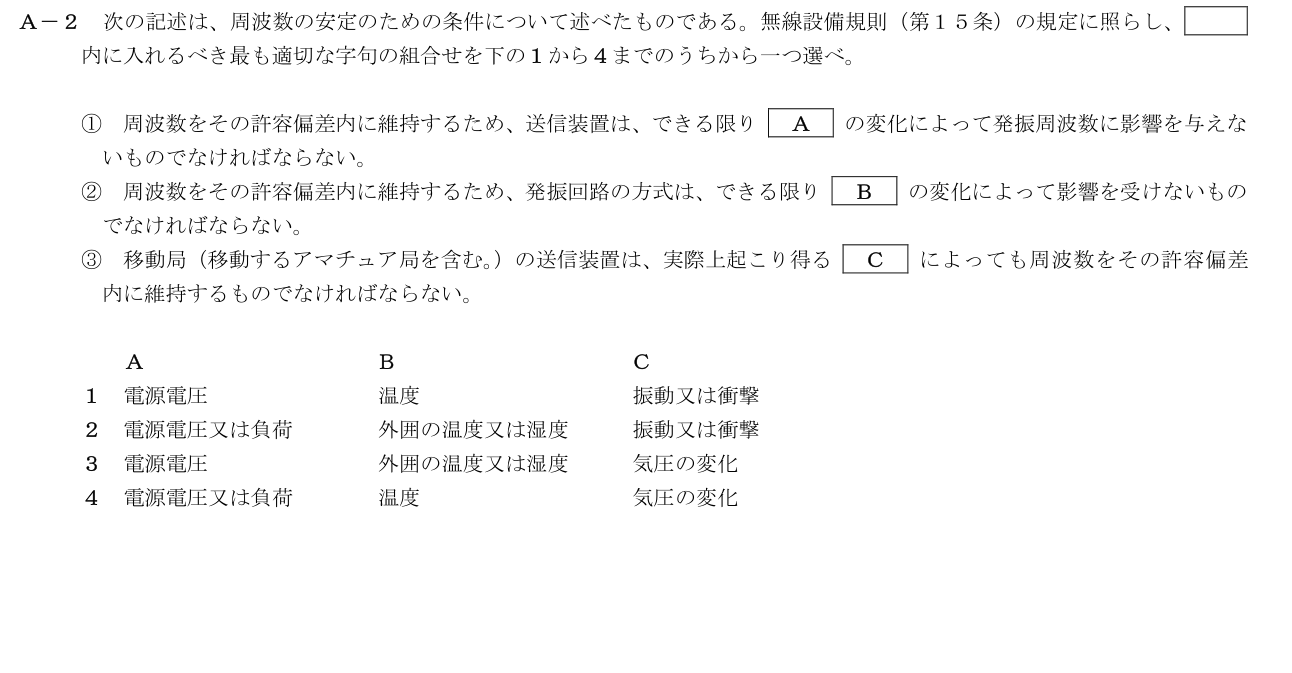 Ａ－２　次の記述は、周波数の安定のための条件について述べたものである。無線設備規則（第１５条）の規定に照らし、
内に入れるべき最も適切な字句の組合せを下の１から４までのうちから一つ選べ。
①　周波数をその許容偏差内に維持するため、送信装置は、できる限り Ａ の変化によって発振周波数に影響を与えな
いものでなければならない。
②　周波数をその許容偏差内に維持するため、発振回路の方式は、できる限り Ｂ の変化によって影響を受けないもの
でなければならない。
③　移動局（移動するアマチュア局を含む。）の送信装置は、実際上起こり得る Ｃ によっても周波数をその許容偏差
内に維持するものでなければならない。
Ａ　Ｂ　Ｃ
１　電源電圧　温度　振動又は衝撃
２　電源電圧又は負荷　外囲の温度又は湿度　振動又は衝撃
３　電源電圧　外囲の温度又は湿度　気圧の変化
４　電源電圧又は負荷　温度　気圧の変化